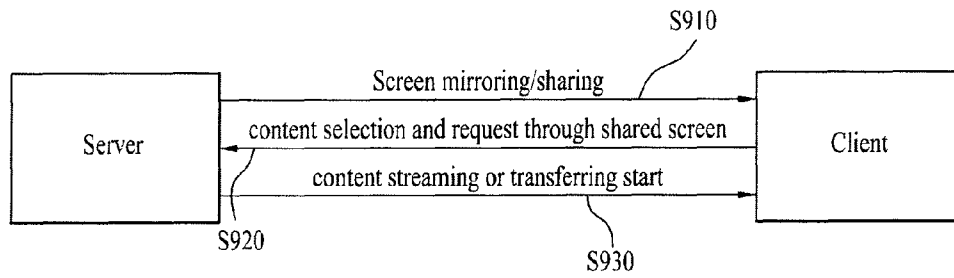 S910
Screen mirroring/sharing
content selection and request through shared screen
Server
Client
content streaming or transferring start
S920
S930